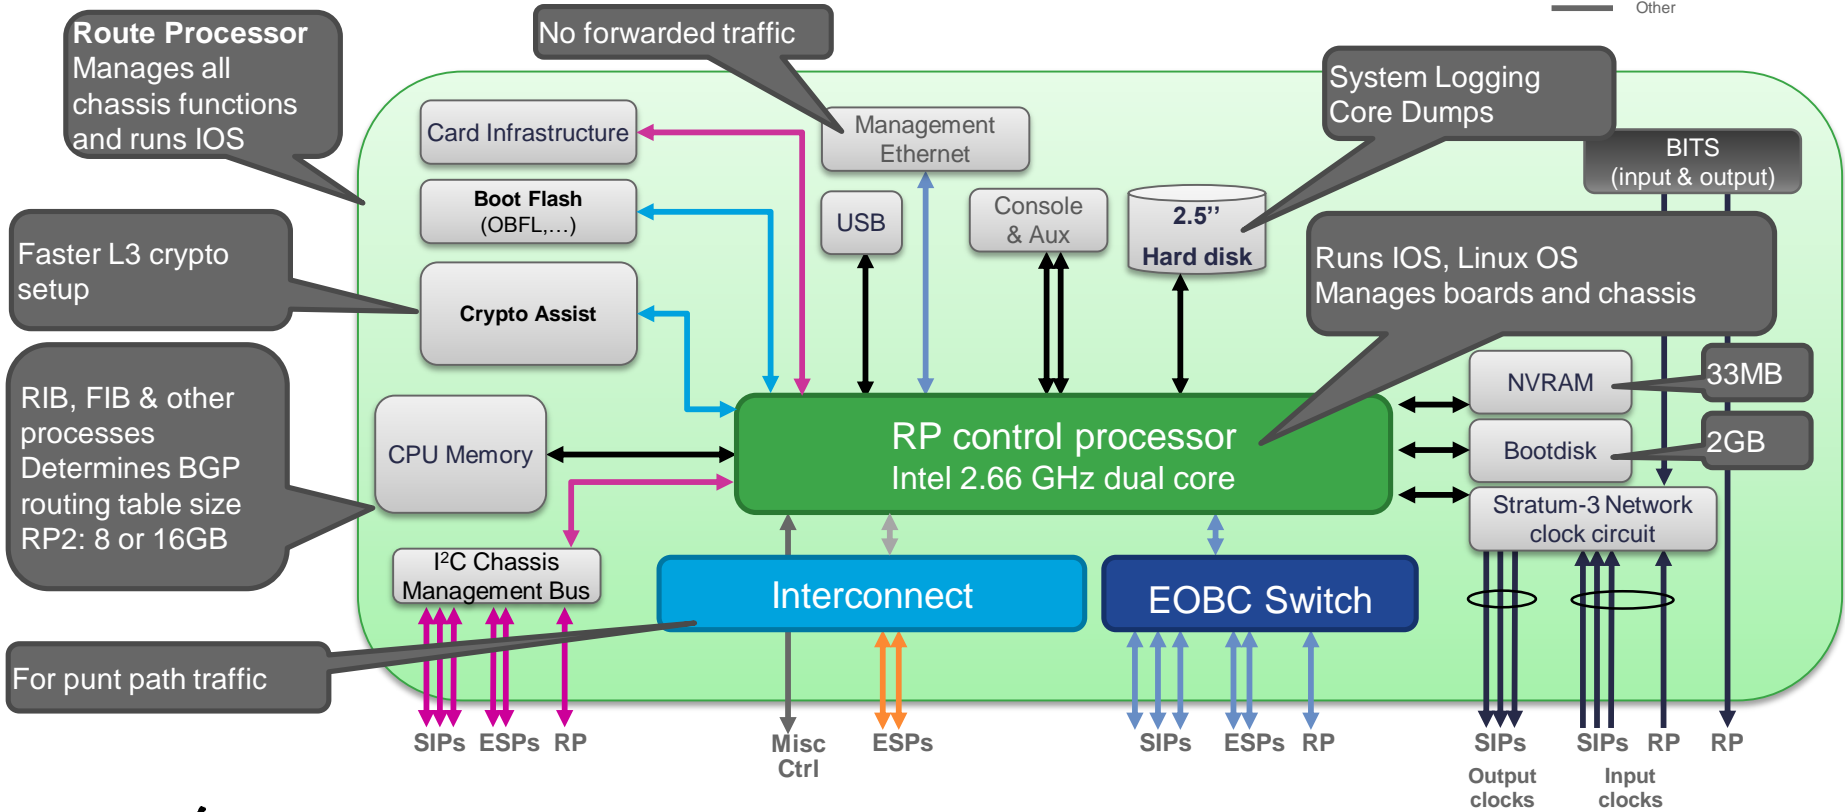 Other
Route Processor
Manages all
chassis functions
and runs IOS
No forwarded traffic
System Logging
Core Dumps
Card Infrastructure
Management
Ethernet
BITS
(input & output)
Boot Flash
(OBFL,...)
USB
Console
& Aux
2.5’’
Hard disk
Faster L3 crypto
setup
Crypto Assist
Runs IOS, Linux OS
Manages boards and chassis
RIB, FIB & other
processes
Determines BGP
routing table size
RP2: 8 or 16GB
CPU Memory
RP control processor
Intel 2.66 GHz dual core
NVRAM
33MB
Bootdisk
2GB
Stratum-3 Network
clock circuit
I²C Chassis
Management Bus
Interconnect
EOBC Switch
For punt path traffic
SIPs ESPs RP
Misc
Ctrl
ESPs
SIPs ESPs RP
SIPs
Output
clocks
SIPs RP
Input
clocks
RP